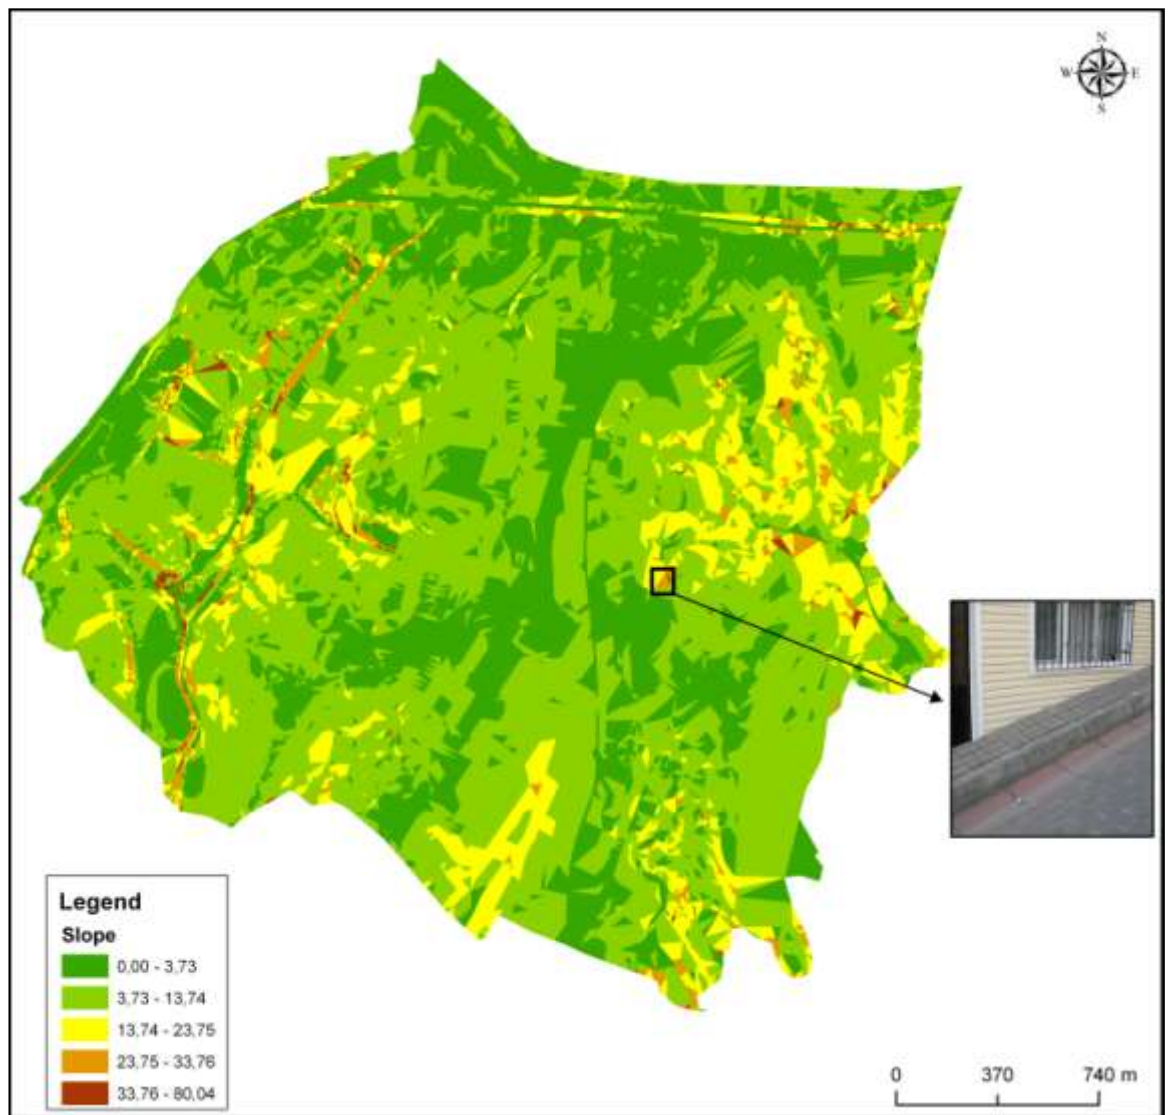 N
W E
S
Legend
Slope
0,00 - 3,73
3,73 - 13,74
13,74 - 23,75
23,75 - 33,76
33,76 - 80,04
0 370 740 m